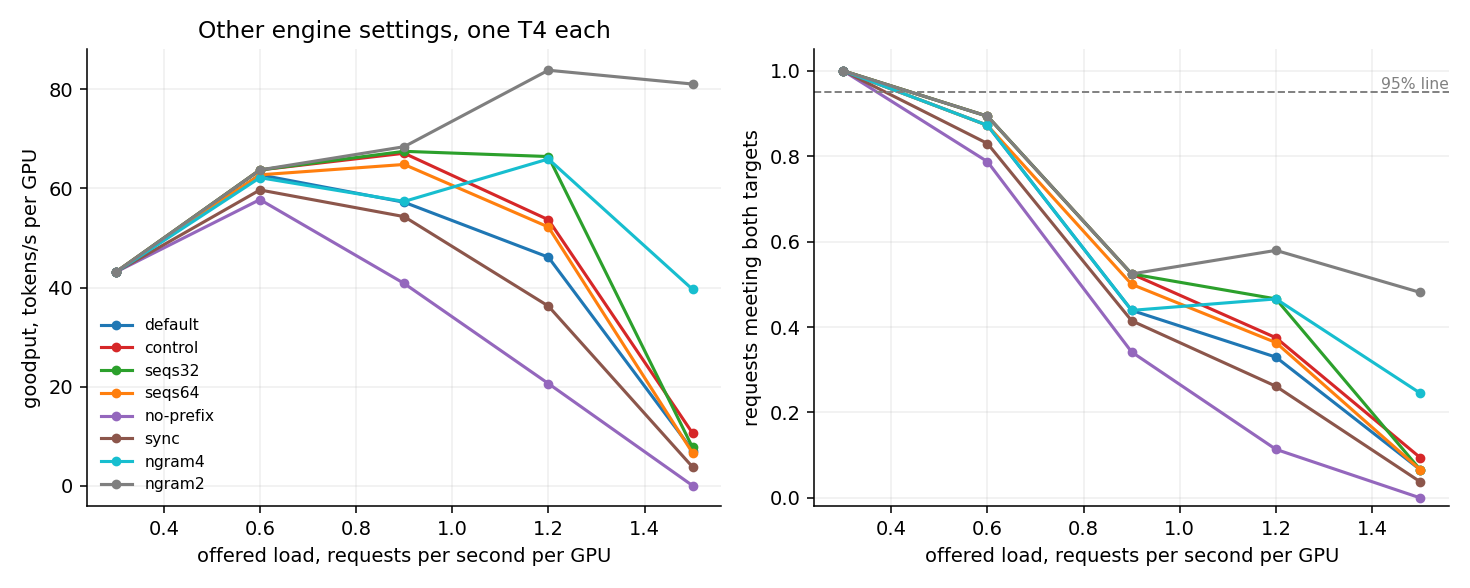 Other engine settings, one T4 each
goodput, tokens/s per GPU
80
60
40
20
0
default
control
seqs32
seqs64
no-prefix
sync
ngram4
ngram2
0.4 0.6 0.8 1.0 1.2 1.4
offered load, requests per second per GPU
requests meeting both targets
1.0
0.8
0.6
0.4
0.2
0.0
95% line
0.4 0.6 0.8 1.0 1.2 1.4
offered load, requests per second per GPU